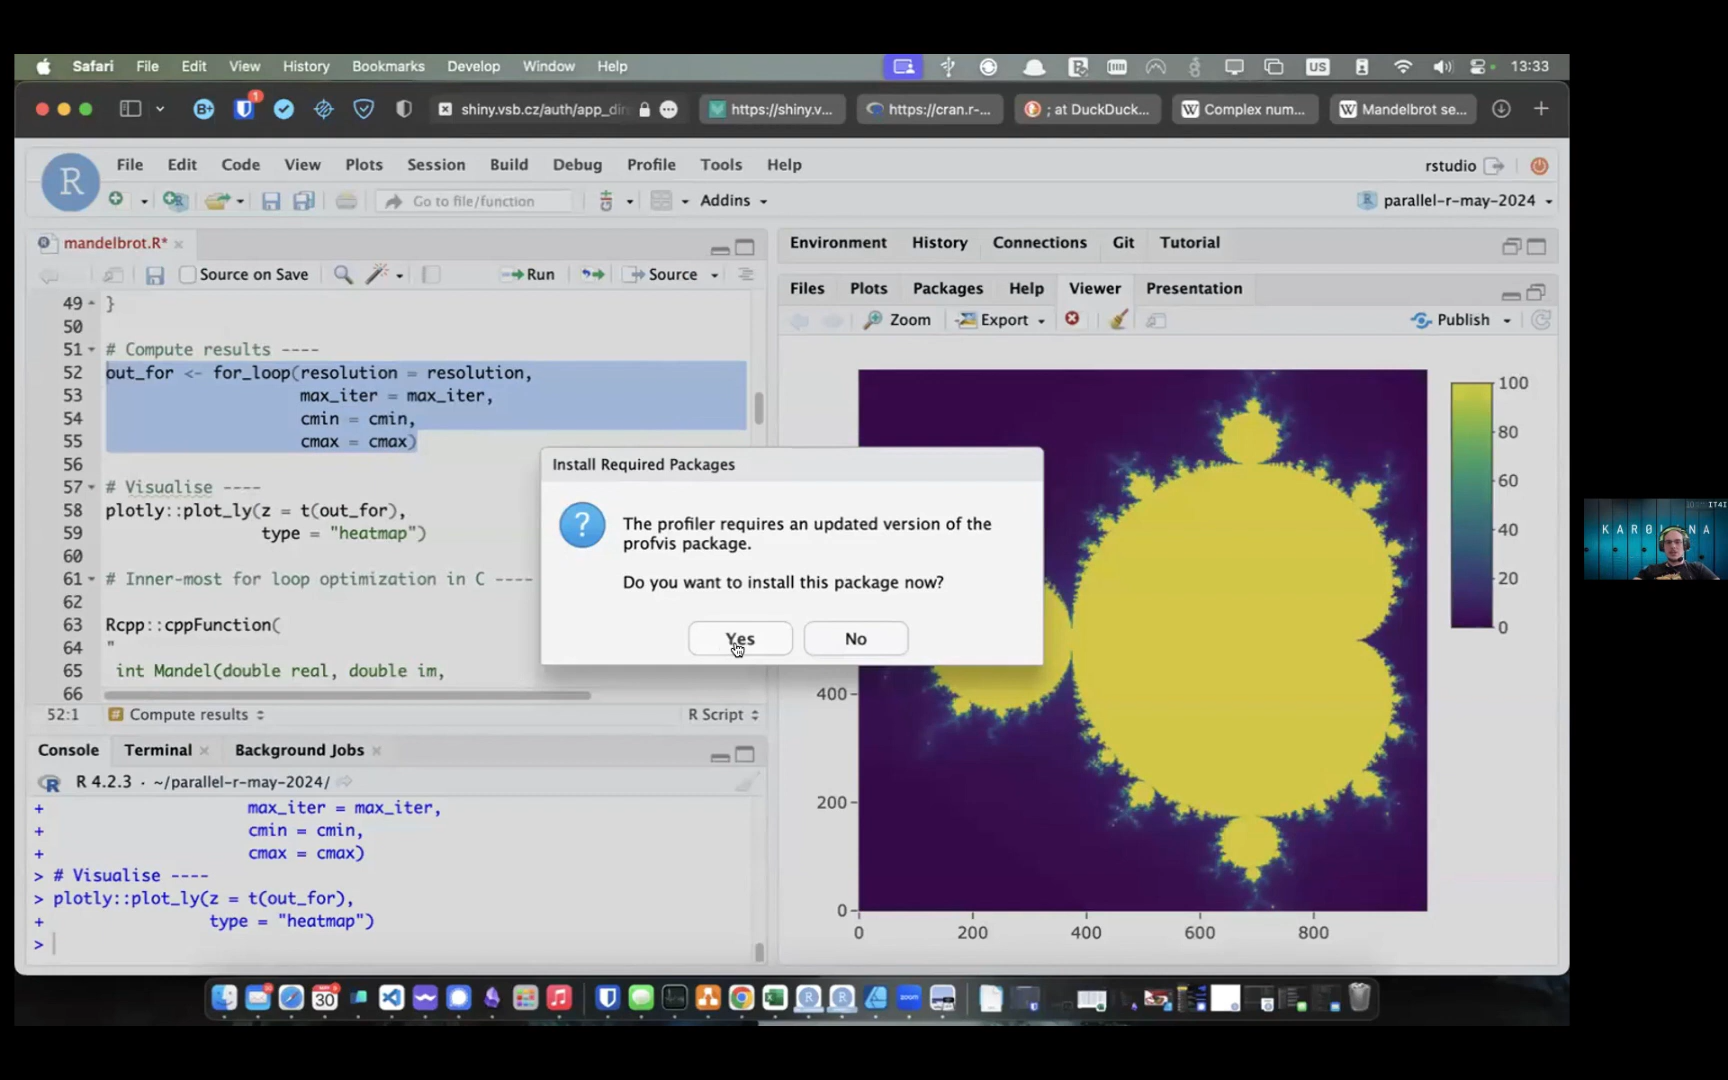 Safari File Edit View History Bookmarks Develop Window Help US 13:33
1 shiny.vsb.cz/auth/app_dir https://shiny.v... https://cran.r-... ; at DuckDuck... Complex num... Mandelbrot se...
R File Edit Code View Plots Session Build Debug Profile Tools Help rstudio
Go to file/function Addins parallel-r-may-2024
mandelbrot.R*
Source on Save Run Source
49 }
50
51 # Compute results ----
52 out_for <- for_loop(resolution = resolution,
53 max_iter = max_iter,
54 cmin = cmin,
55 cmax = cmax)
56
57 # Visualise ----
58 plotly::plot_ly(z = t(out_for),
59 type = "heatmap")
60
61 # Inner-most for loop optimization in C ----
62
63 Rcpp::cppFunction(
64 "
65 int Mandel(double real, double im,
66
52:1 Compute results R Script
Console Terminal Background Jobs
R 4.2.3 · ~/parallel-r-may-2024/
+ max_iter = max_iter,
+ cmin = cmin,
+ cmax = cmax)
> # Visualise ----
> plotly::plot_ly(z = t(out_for),
+ type = "heatmap")
>
Environment History Connections Git Tutorial
Files Plots Packages Help Viewer Presentation
Zoom Export Publish
100
80
60
40
20
0
400
200
0
0 200 400 600 800
Install Required Packages
?
The profiler requires an updated version of the
profvis package.
Do you want to install this package now?
Yes No
IT4I
KAROLINA
30
zoom